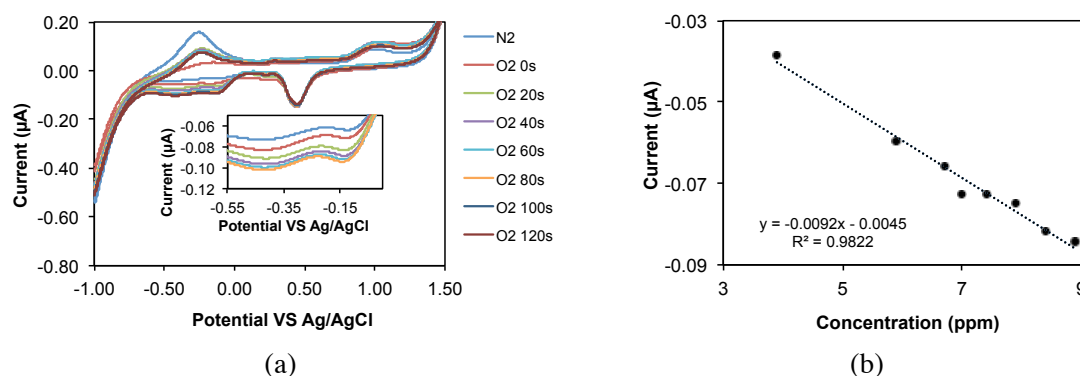 (a)
0.20
0.00
-0.20
-0.40
-0.60
-0.80
Current (µA)
-1.00
-0.50
0.00
0.50
1.00
1.50
Potential VS Ag/AgCl
-0.06
-0.08
-0.10
-0.12
Current (µA)
-0.55
-0.35
-0.15
Potential VS Ag/AgCl
N2
O2 0s
O2 20s
O2 40s
O2 60s
O2 80s
O2 100s
O2 120s
(a)
b)
-0.03
-0.05
-0.07
-0.09
Current (µA)
y = -0.0092x - 0.0045
R² = 0.9822
3
5
7
9
Concentration (ppm)
(b)